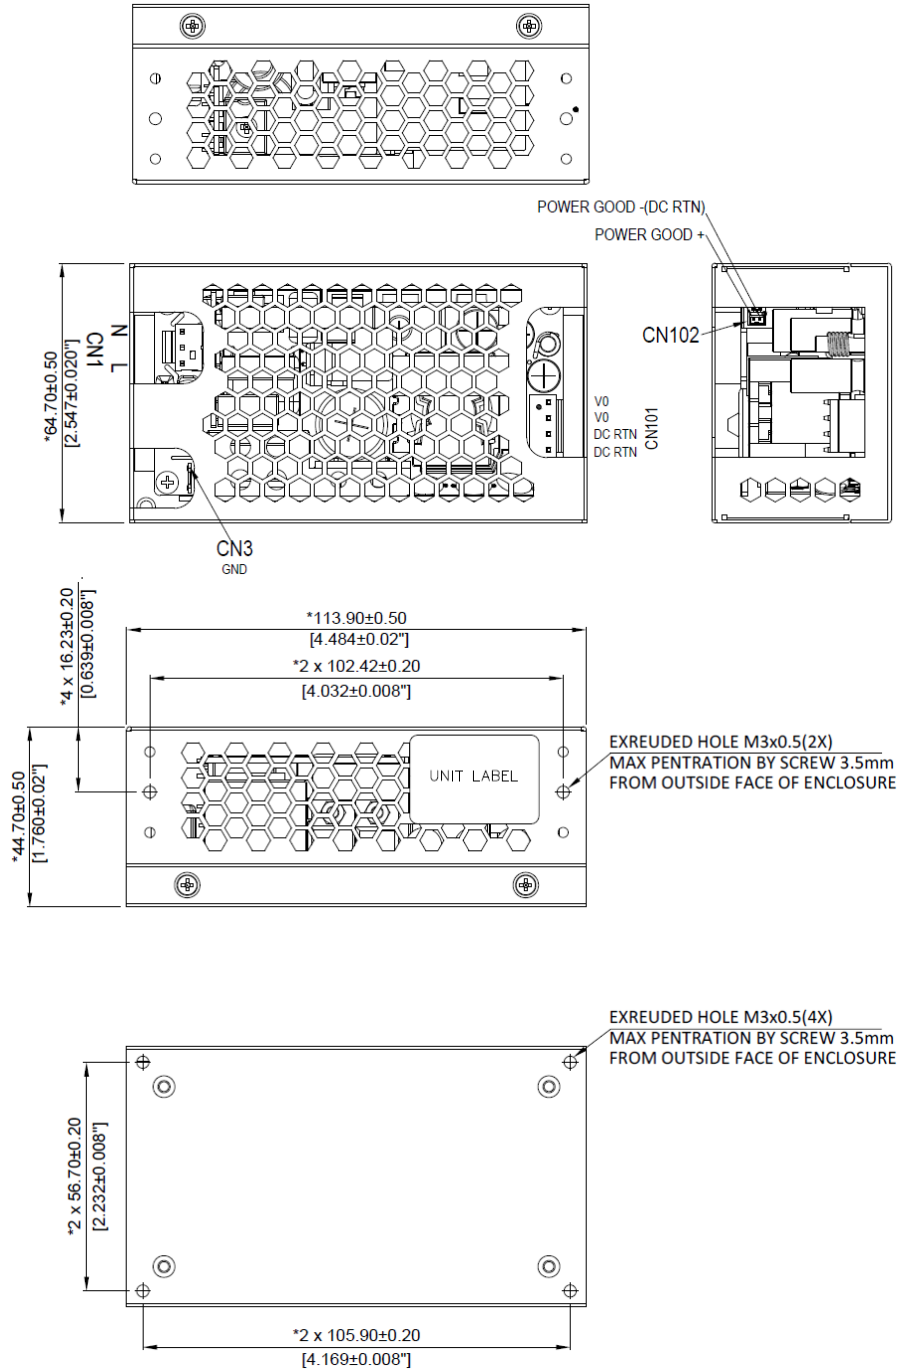 POWER GOOD -(DC RTN)
POWER GOOD +
CN102
N
L
CN1
*64.70±0.50
[2.547±0.020"]
V0
V0
DC RTN
DC RTN
CN101
CN3
GND
*4 x 16.23±0.20
[0.639±0.008"]
*113.90±0.50
[4.484±0.02"]
*2 x 102.42±0.20
[4.032±0.008"]
*44.70±0.50
[1.760±0.02"]
UNIT LABEL
EXREUDED HOLE M3x0.5(2X)
MAX PENTRATION BY SCREW 3.5mm
FROM OUTSIDE FACE OF ENCLOSURE
EXREUDED HOLE M3x0.5(4X)
MAX PENTRATION BY SCREW 3.5mm
FROM OUTSIDE FACE OF ENCLOSURE
*2 x 56.70±0.20
[2.232±0.008"]
*2 x 105.90±0.20
[4.169±0.008"]